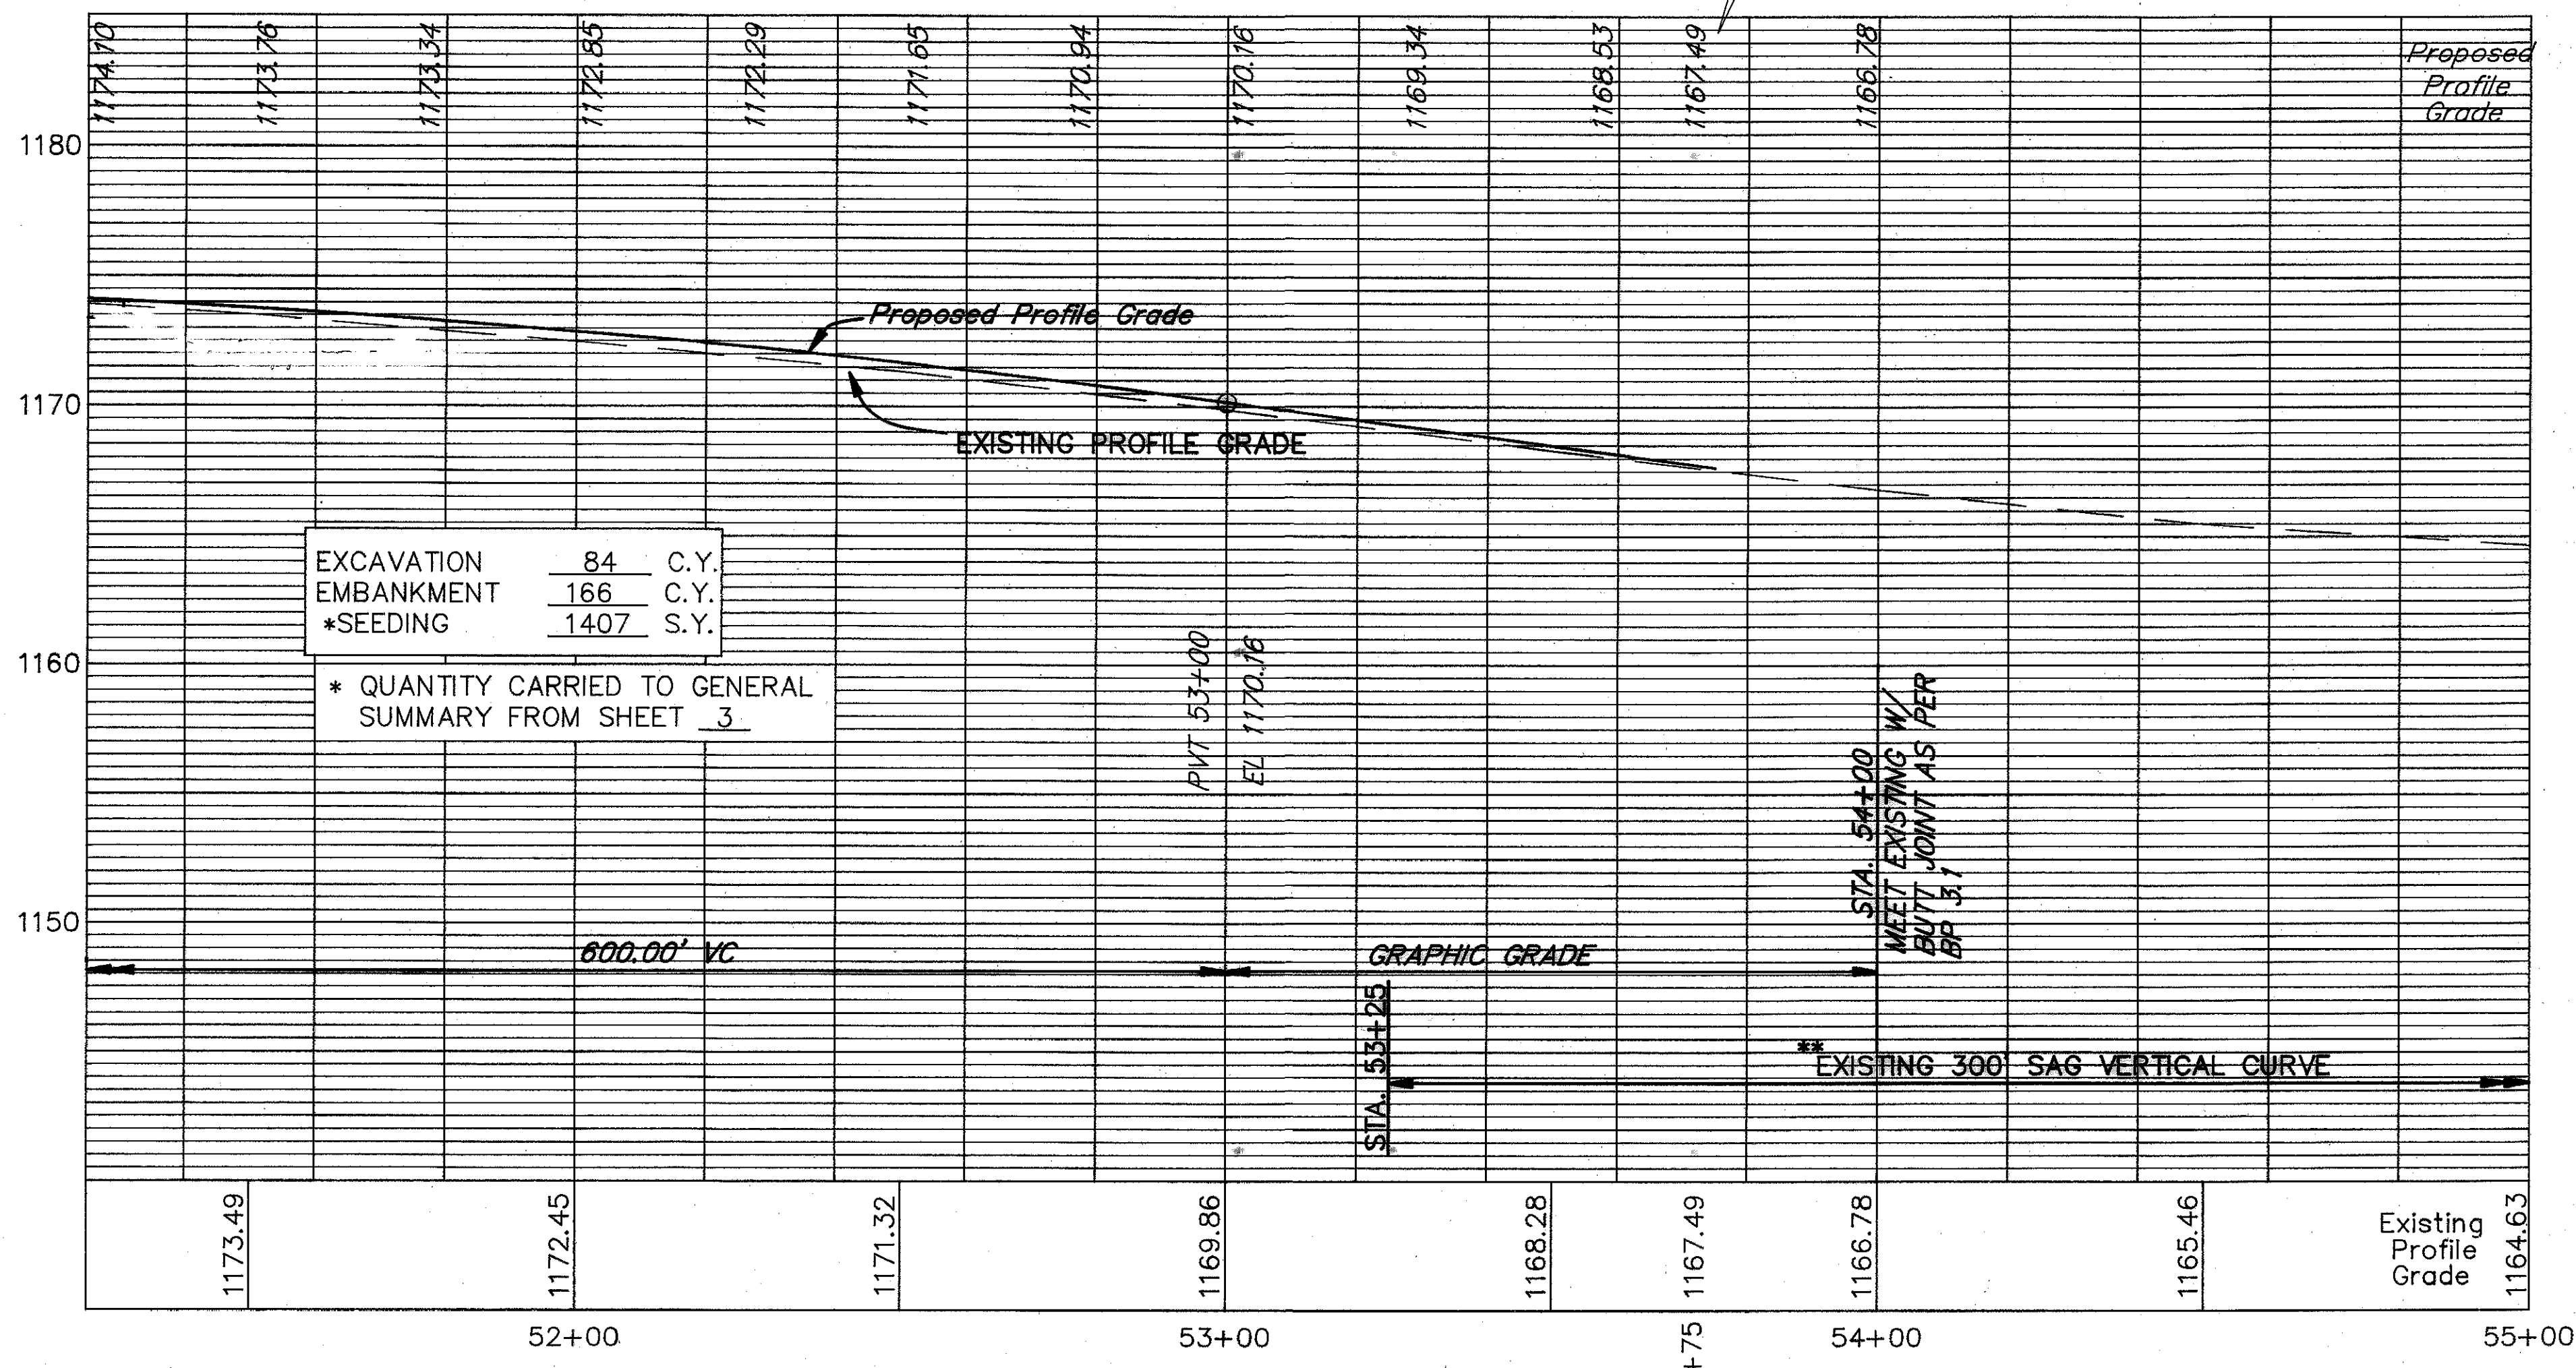 1174.10
1173.76
1173.34
1172.85
1172.29
1171.65
1170.94
1170.16
1169.34
1168.53
1167.49
1166.78
Proposed
Profile
Grade
1180
1170
1160
1150
Proposed Profile Grade
EXISTING PROFILE GRADE
EXCAVATION 84 C.Y.
EMBANKMENT 166 C.Y.
*SEEDING 1407 S.Y.
* QUANTITY CARRIED TO GENERAL
SUMMARY FROM SHEET 3
PVT 53+00
EL 1170.16
STA. 54+00
MEET EXISTING W/
BUTT JOINT AS PER
BP 3.1
600.00' VC
GRAPHIC GRADE
STA. 53+25
**EXISTING 300' SAG VERTICAL CURVE
1173.49
1172.45
1171.32
1169.86
1168.28
1167.49
1166.78
1165.46
Existing
Profile
Grade
1164.63
52+00
53+00
+75
54+00
55+00